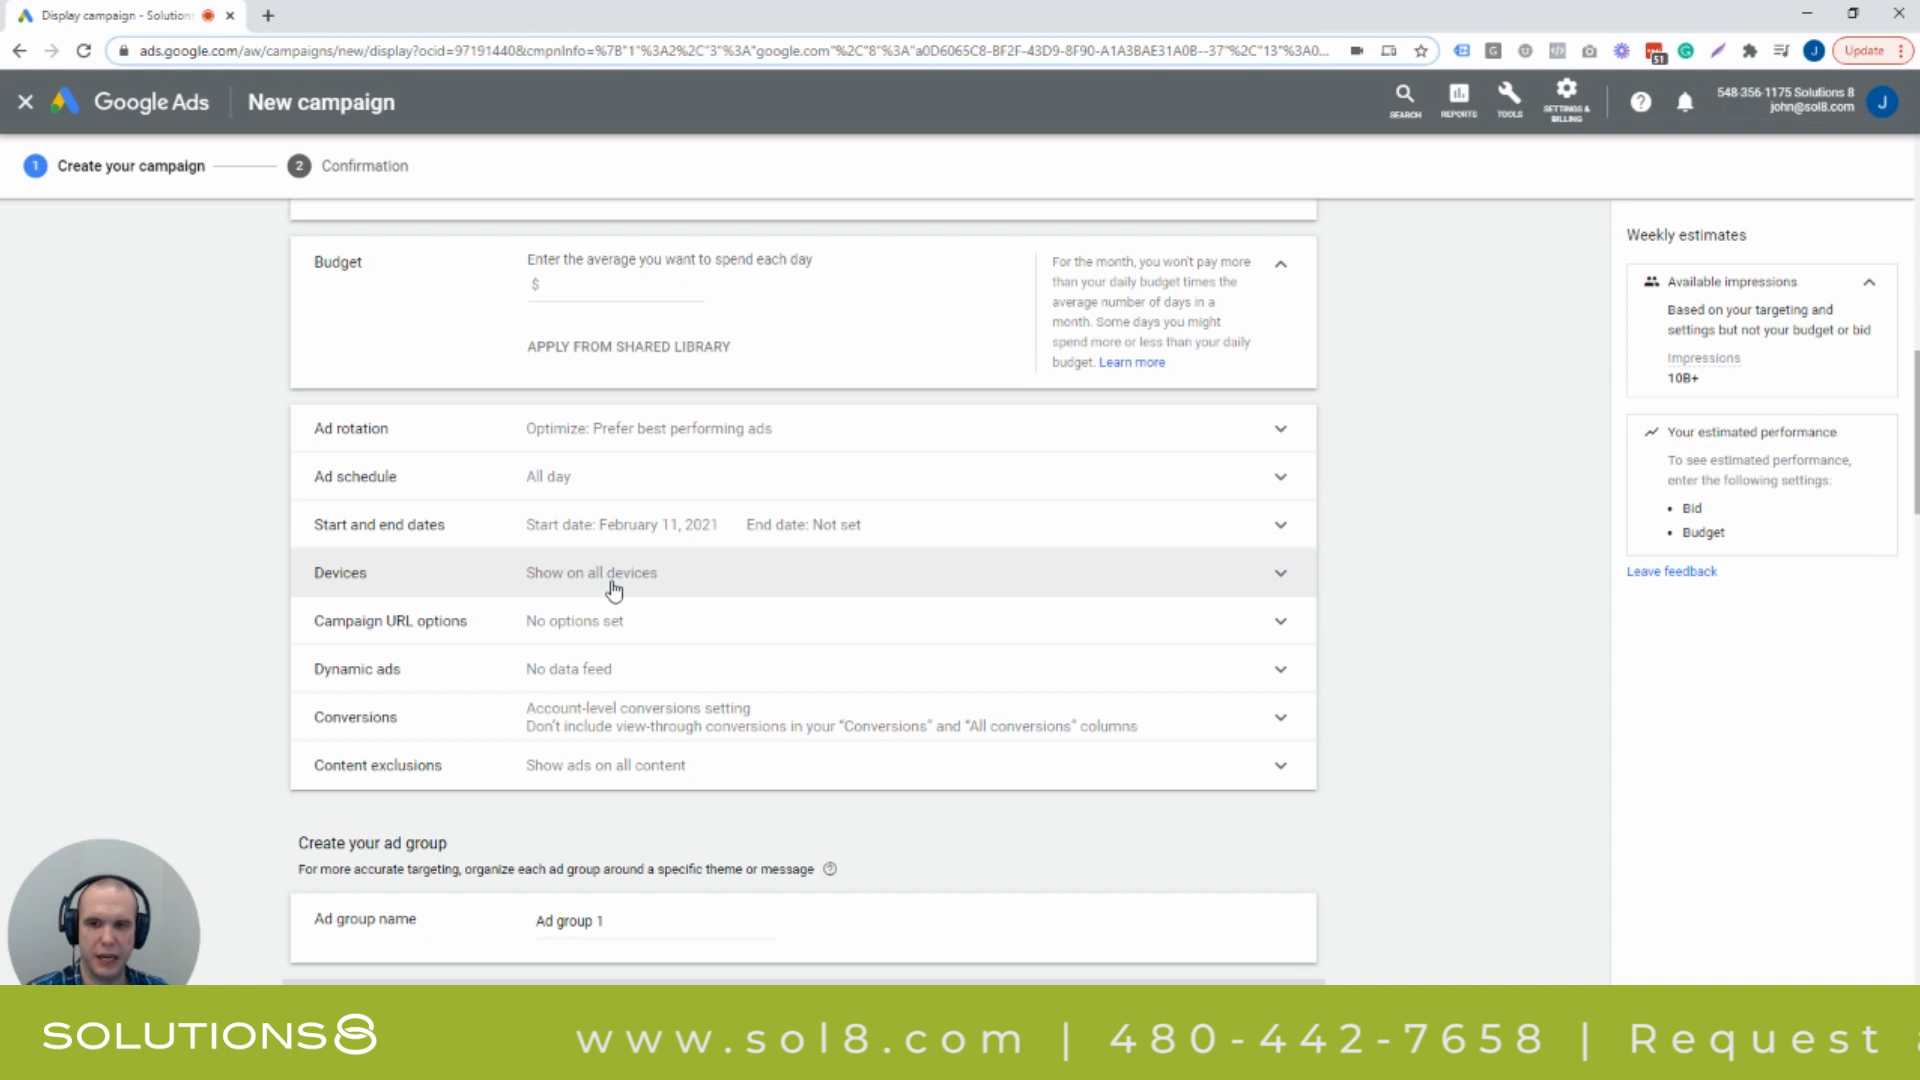 Display campaign - Solution
ads.google.com/aw/campaigns/new/display?ocid=97191440&cmpnInfo=%7B"1"%3A2%2C"3"%3A"google.com"%2C"8"%3A"a0D6065C8-BF2F-43D9-8F90-A1A3BAE31A0B--37"%2C"13"%3A0...
51
J
Update
Google Ads
New campaign
SEARCH
REPORTS
TOOLS
SETTINGS & BILLING
548-356-1175 Solutions 8
john@sol8.com
J
1 Create your campaign
2 Confirmation
Budget
Enter the average you want to spend each day
$
APPLY FROM SHARED LIBRARY
For the month, you won't pay more
than your daily budget times the
average number of days in a
month. Some days you might
spend more or less than your daily
budget. Learn more
Ad rotation Optimize: Prefer best performing ads
Ad schedule All day
Start and end dates Start date: February 11, 2021 End date: Not set
Devices Show on all devices
Campaign URL options No options set
Dynamic ads No data feed
Conversions Account-level conversions setting
Don't include view-through conversions in your "Conversions" and "All conversions" columns
Content exclusions Show ads on all content
Create your ad group
For more accurate targeting, organize each ad group around a specific theme or message
Ad group name Ad group 1
Weekly estimates
Available impressions
Based on your targeting and
settings but not your budget or bid
Impressions
10B+
Your estimated performance
To see estimated performance,
enter the following settings:
• Bid
• Budget
Leave feedback
SOLUTIONS8
www.sol8.com | 480-442-7658 | Request